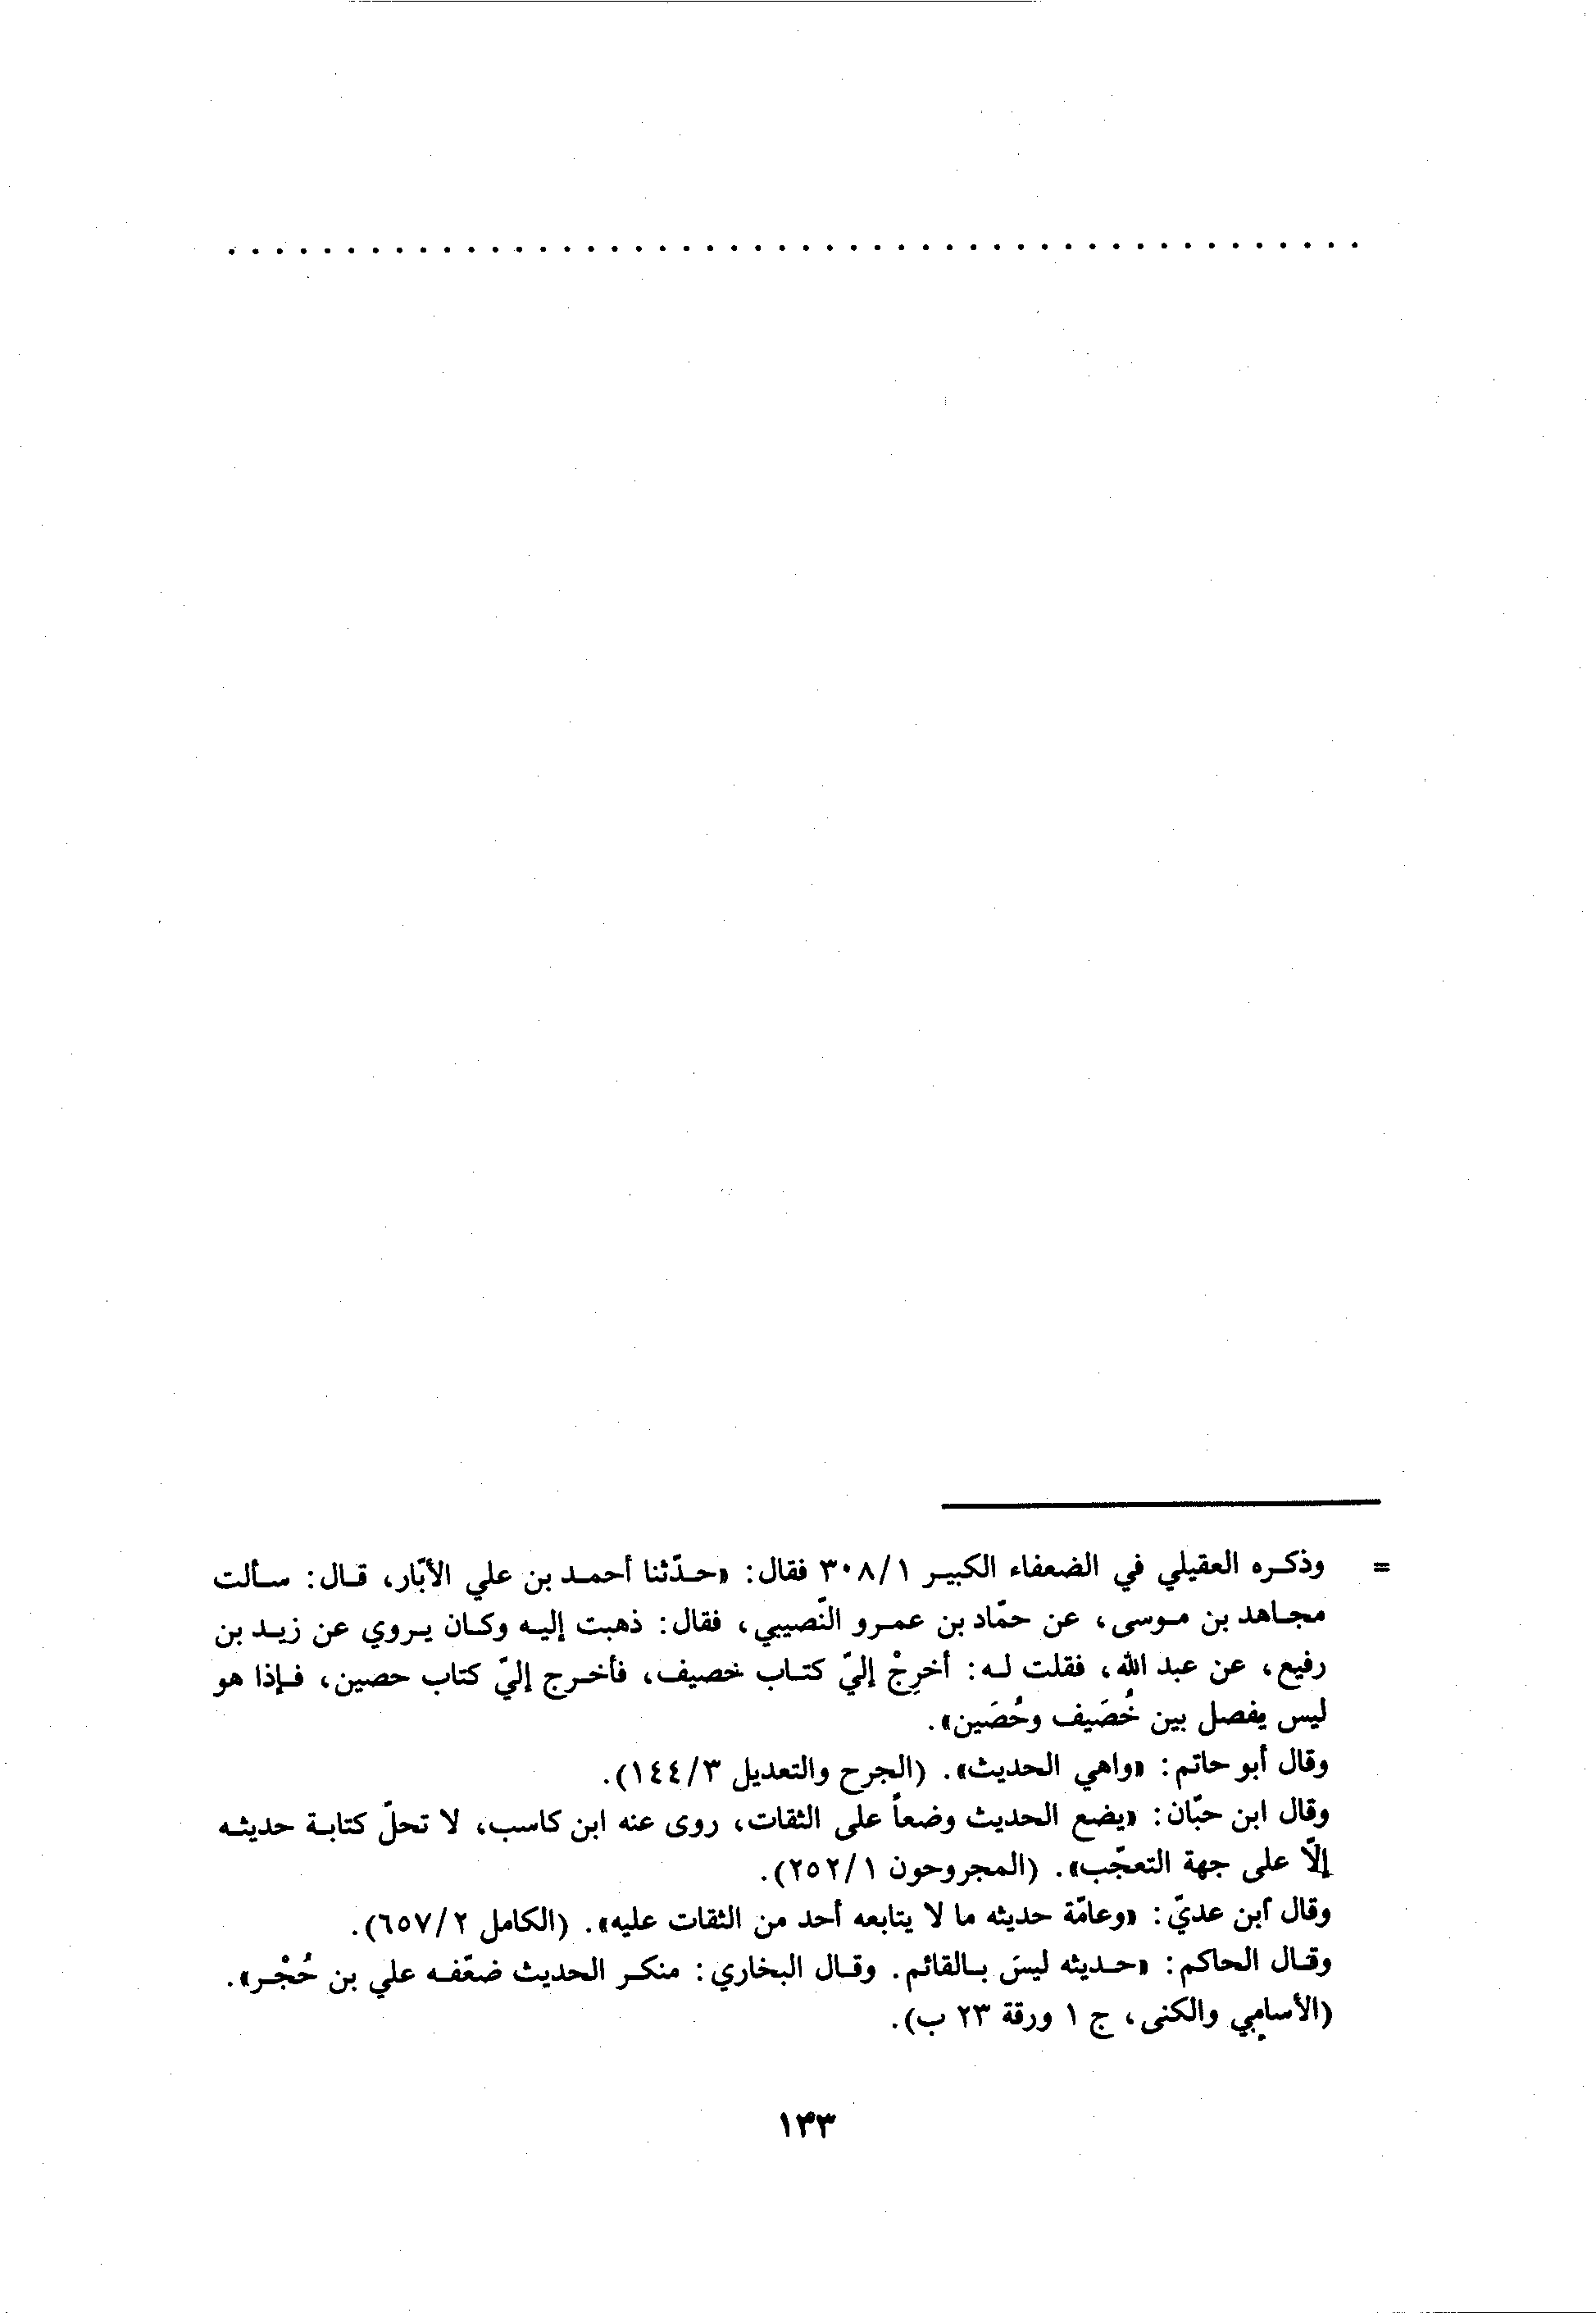 . . . . . . . . . . . . . . . . . . . . . . . . . . . . . . . . . . . . . . . . . . . . . . . .
= وذكره العقيلي في الضعفاء الكبير ٣٠٨/١ فقال: «حدّثنا أحمد بن علي الأبّار، قال: سألت
مجاهد بن موسى، عن حمّاد بن عمرو النّصيبي، فقال: ذهبت إليه وكان يروي عن زيد بن
رفيع، عن عبد الله، فقلت له: أخرِجْ إليّ كتاب خصيف، فأخرج إليّ كتاب حصين، فإذا هو
ليس يفصل بين خُصَيف وحُصَين».
وقال أبو حاتم: «واهي الحديث». (الجرح والتعديل ١٤٤/٣).
وقال ابن حبّان: «يضع الحديث وضعاً على الثقات، روى عنه ابن كاسب، لا تحلّ كتابة حديثه
إلّا على جهة التعجّب». (المجروحون ٢٥٢/١).
وقال ابن عديّ: «وعامّة حديثه ما لا يتابعه أحد من الثقات عليه». (الكامل ٦٥٧/٢).
وقال الحاكم: «حديثه ليسَ بالقائم. وقال البخاري: منكر الحديث ضعّفه علي بن حُجْر».
(الأسامي والكنى، ج ١ ورقة ٢٣ ب).
١٣٣